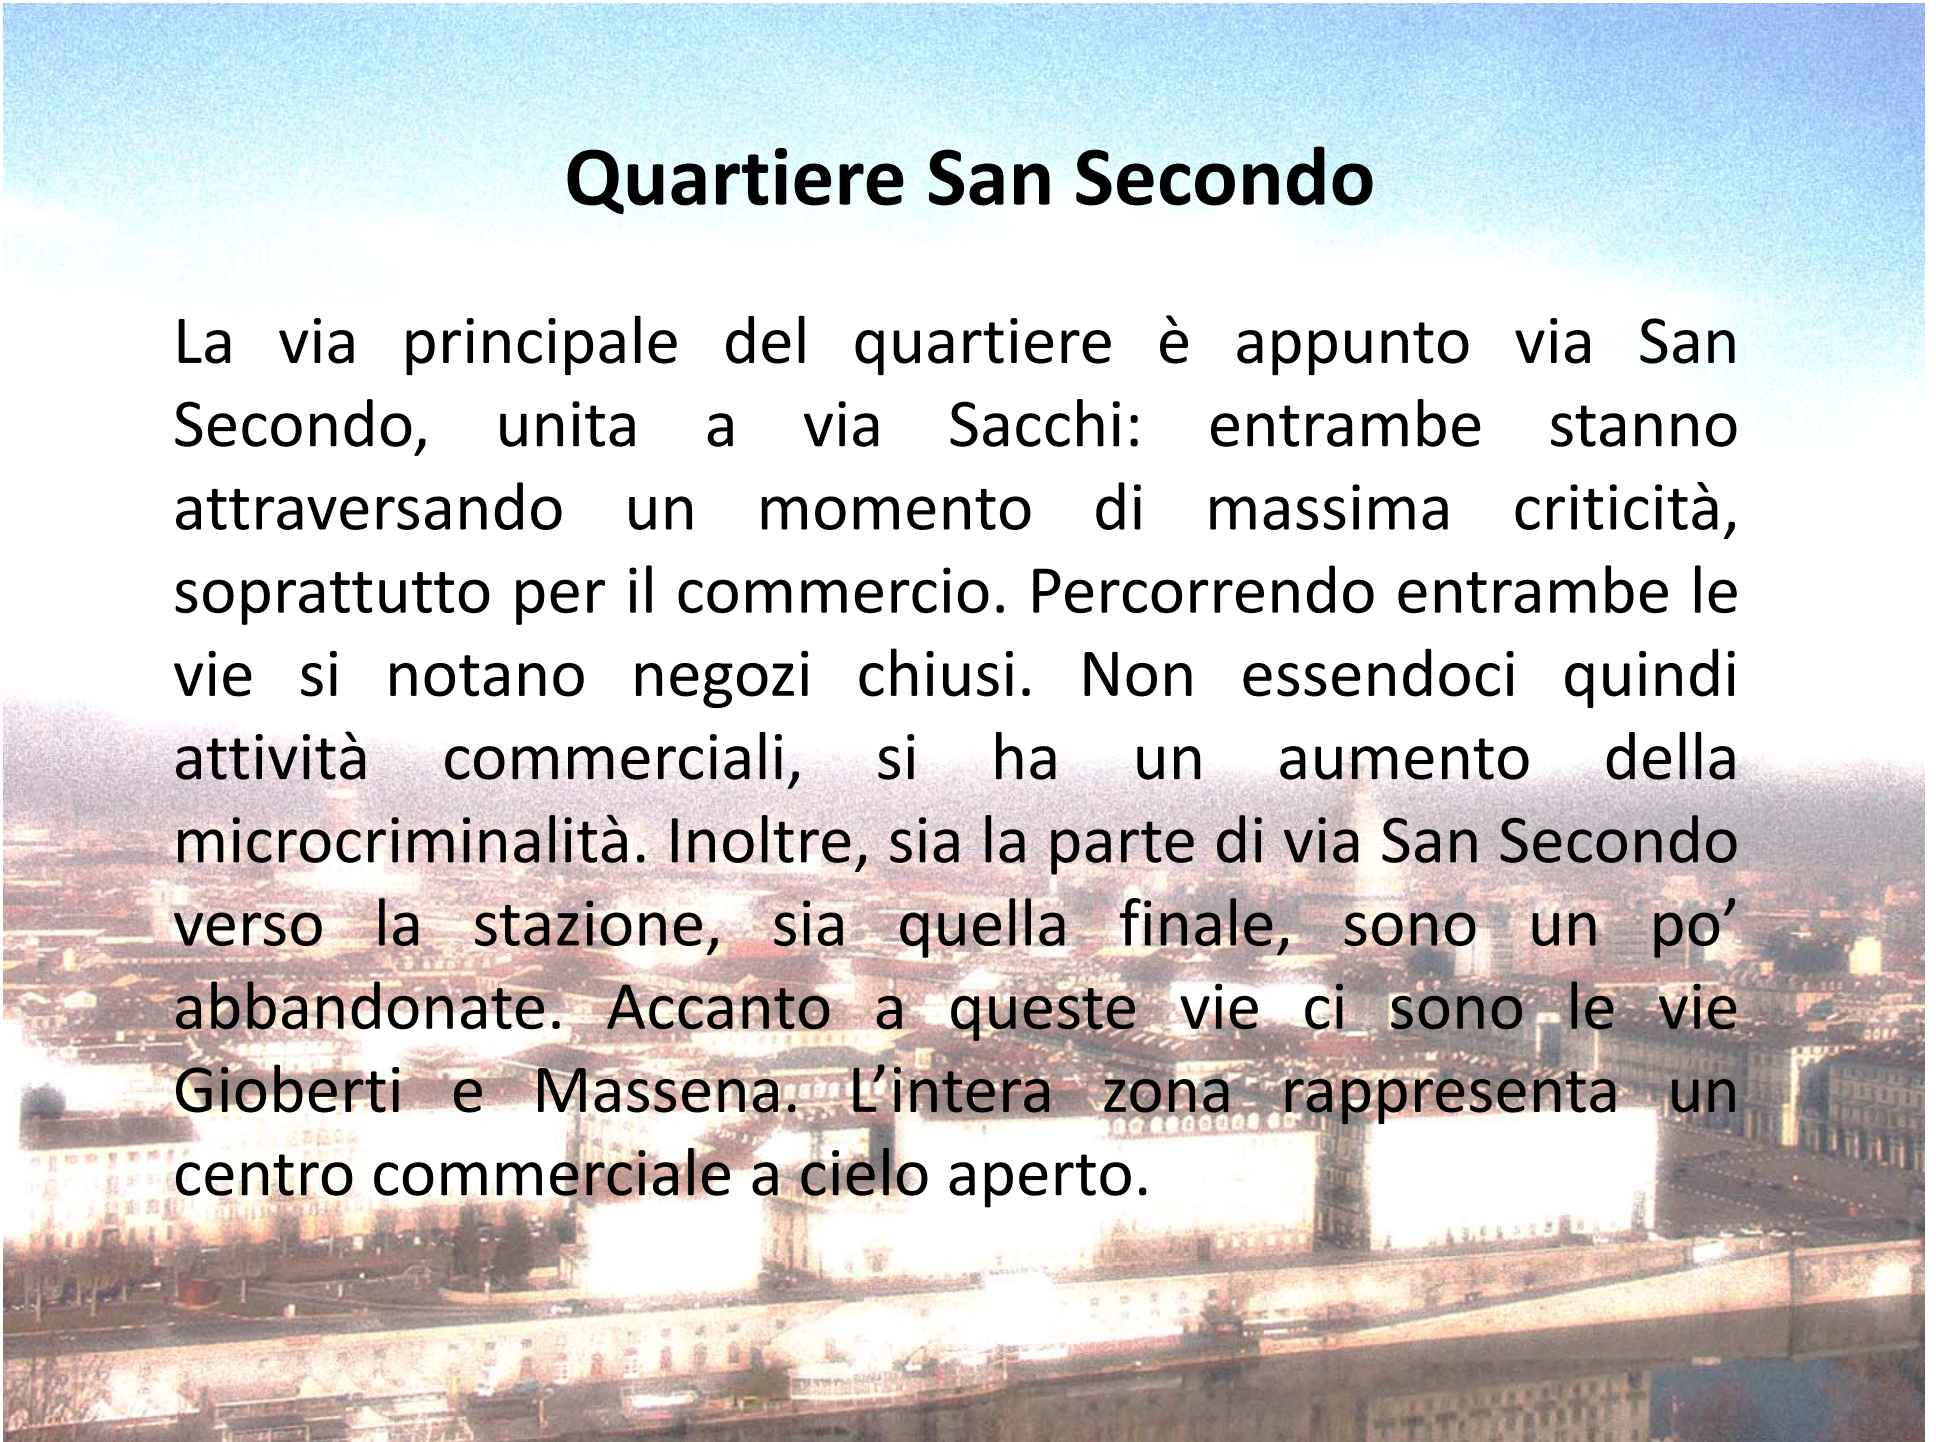 Quartiere San Secondo
La via principale del quartiere è appunto via San
Secondo, unita a via Sacchi: entrambe stanno
attraversando un momento di massima criticità,
soprattutto per il commercio. Percorrendo entrambe le
vie si notano negozi chiusi. Non essendoci quindi
attività commerciali, si ha un aumento della
microcriminalità. Inoltre, sia la parte di via San Secondo
verso la stazione, sia quella finale, sono un po’
abbandonate. Accanto a queste vie ci sono le vie
Gioberti e Massena. L’intera zona rappresenta un
centro commerciale a cielo aperto.